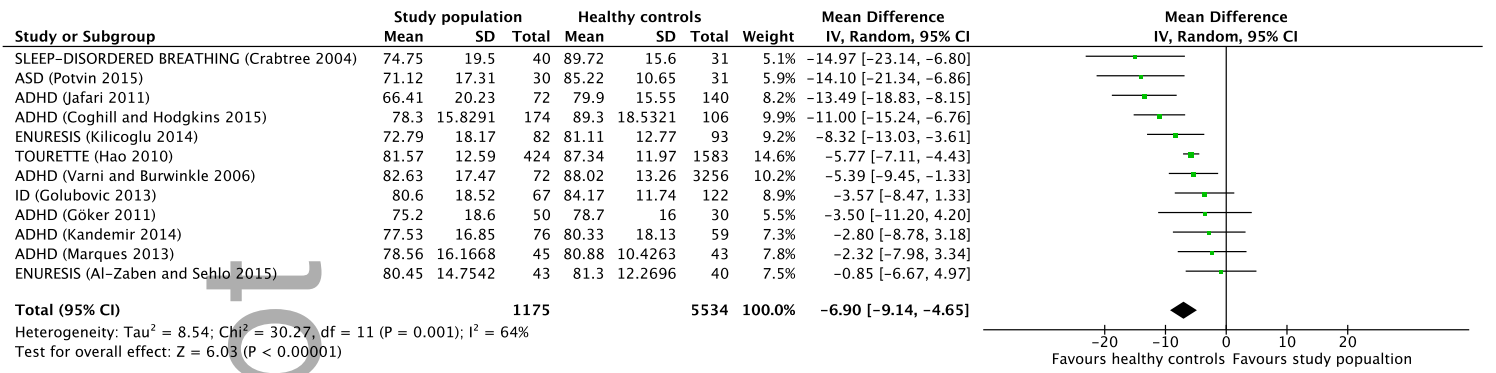 Study population Healthy controls Mean Difference Mean Difference
Study or Subgroup Mean SD Total Mean SD Total Weight IV, Random, 95% CI IV, Random, 95% CI
SLEEP-DISORDERED BREATHING (Crabtree 2004) 74.75 19.5 40 89.72 15.6 31 5.1% -14.97 [-23.14, -6.80]
ASD (Potvin 2015) 71.12 17.31 30 85.22 10.65 31 5.9% -14.10 [-21.34, -6.86]
ADHD (Jafari 2011) 66.41 20.23 72 79.9 15.55 140 8.2% -13.49 [-18.83, -8.15]
ADHD (Coghill and Hodgkins 2015) 78.3 15.8291 174 89.3 18.5321 106 9.9% -11.00 [-15.24, -6.76]
ENURESIS (Kilicoglu 2014) 72.79 18.17 82 81.11 12.77 93 9.2% -8.32 [-13.03, -3.61]
TOURETTE (Hao 2010) 81.57 12.59 424 87.34 11.97 1583 14.6% -5.77 [-7.11, -4.43]
ADHD (Varni and Burwinkle 2006) 82.63 17.47 72 88.02 13.26 3256 10.2% -5.39 [-9.45, -1.33]
ID (Golubovic 2013) 80.6 18.52 67 84.17 11.74 122 8.9% -3.57 [-8.47, 1.33]
ADHD (Göker 2011) 75.2 18.6 50 78.7 16 30 5.5% -3.50 [-11.20, 4.20]
ADHD (Kandemir 2014) 77.53 16.85 76 80.33 18.13 59 7.3% -2.80 [-8.78, 3.18]
ADHD (Marques 2013) 78.56 16.1668 45 80.88 10.4263 43 7.8% -2.32 [-7.98, 3.34]
ENURESIS (Al-Zaben and Sehlo 2015) 80.45 14.7542 43 81.3 12.2696 40 7.5% -0.85 [-6.67, 4.97]
Total (95% CI) 1175 5534 100.0% -6.90 [-9.14, -4.65]
Heterogeneity: Tau² = 8.54; Chi² = 30.27, df = 11 (P = 0.001); I² = 64%
Test for overall effect: Z = 6.03 (P < 0.00001)
-20 -10 0 10 20
Favours healthy controls Favours study popualtion
ot